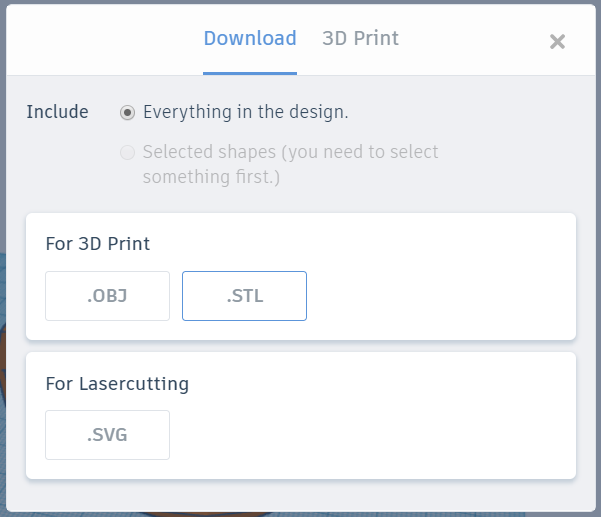 Download 3D Print
Include Everything in the design.
Selected shapes (you need to select
something first.)
For 3D Print
.OBJ .STL
For Lasercutting
.SVG